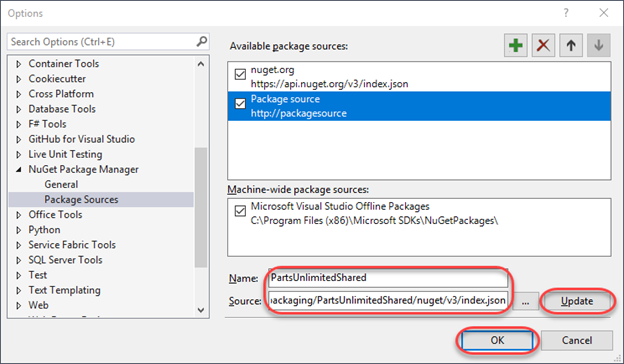 Options
Search Options (Ctrl+E)
Container Tools
Cookiecutter
Cross Platform
Database Tools
F# Tools
GitHub for Visual Studio
Live Unit Testing
NuGet Package Manager
General
Package Sources
Office Tools
Python
Service Fabric Tools
SQL Server Tools
Test
Text Templating
Web
Available package sources:
nuget.org
https://api.nuget.org/v3/index.json
Package source
http://packagesource
Machine-wide package sources:
Microsoft Visual Studio Offline Packages
C:\Program Files (x86)\Microsoft SDKs\NuGetPackages\
Name: PartsUnlimitedShared
Source: ackaging/PartsUnlimitedShared/nuget/v3/index.json ... Update
OK Cancel